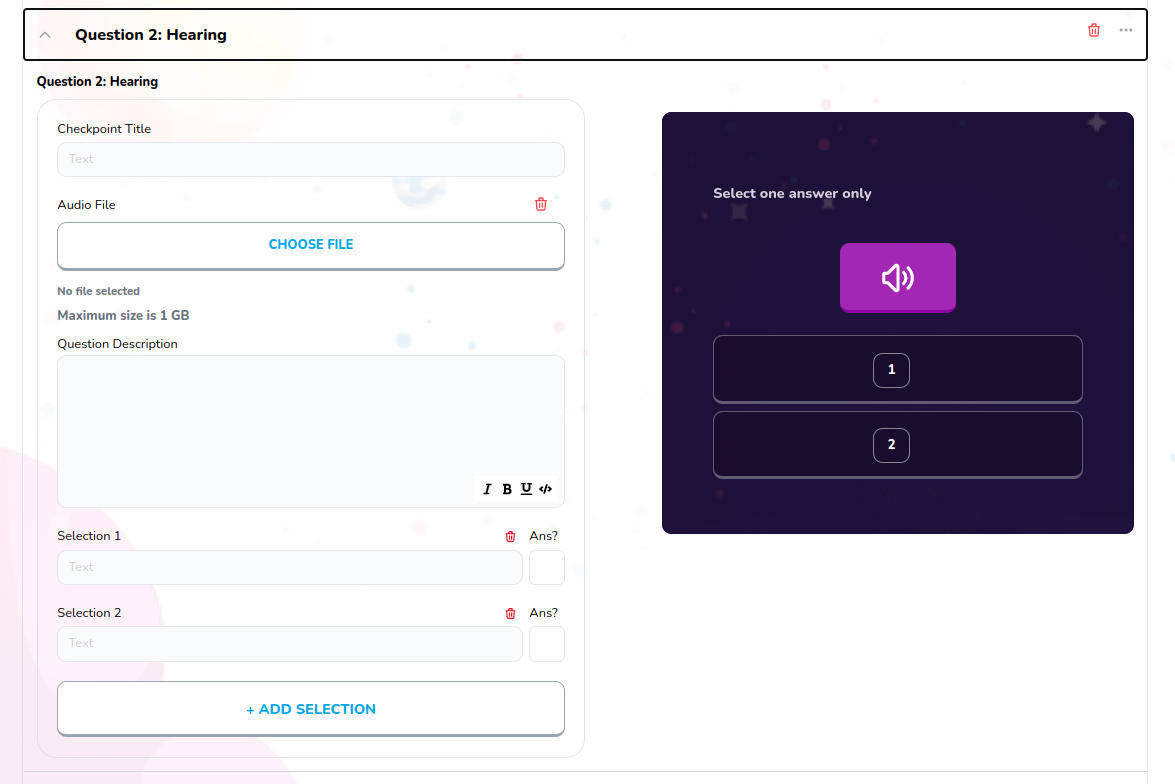 Question 2: Hearing
Question 2: Hearing
Checkpoint Title
Text
Audio File
CHOOSE FILE
No file selected
Maximum size is 1 GB
Question Description
I B U </>
Selection 1 Ans?
Text
Selection 2 Ans?
Text
+ ADD SELECTION
Select one answer only
1
2